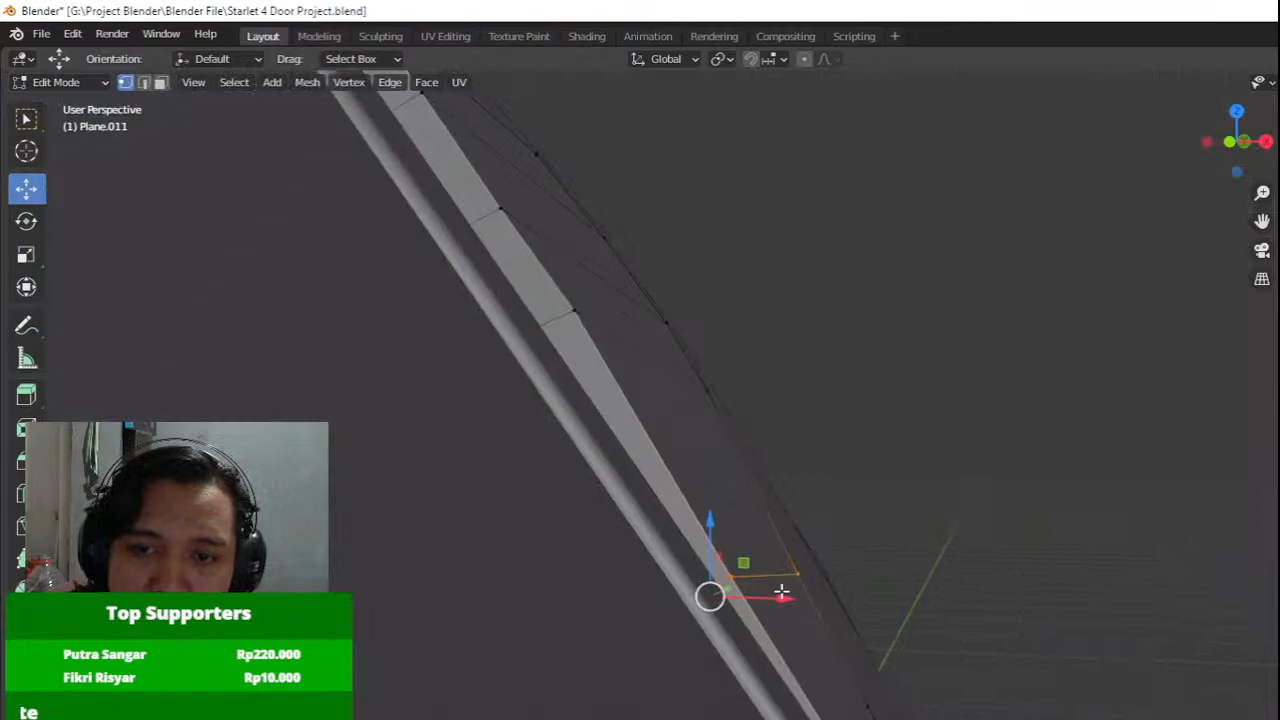 Blender* [G:\Project Blender\Blender File\Starlet 4 Door Project.blend]
File Edit Render Window Help Layout Modeling Sculpting UV Editing Texture Paint Shading Animation Rendering Compositing Scripting +
Orientation: Default Drag: Select Box Global
Edit Mode View Select Add Mesh Vertex Edge Face UV
User Perspective
(1) Plane.011
Z
X
Top Supporters
Putra Sangar Rp220.000
Fikri Risyar Rp10.000
te